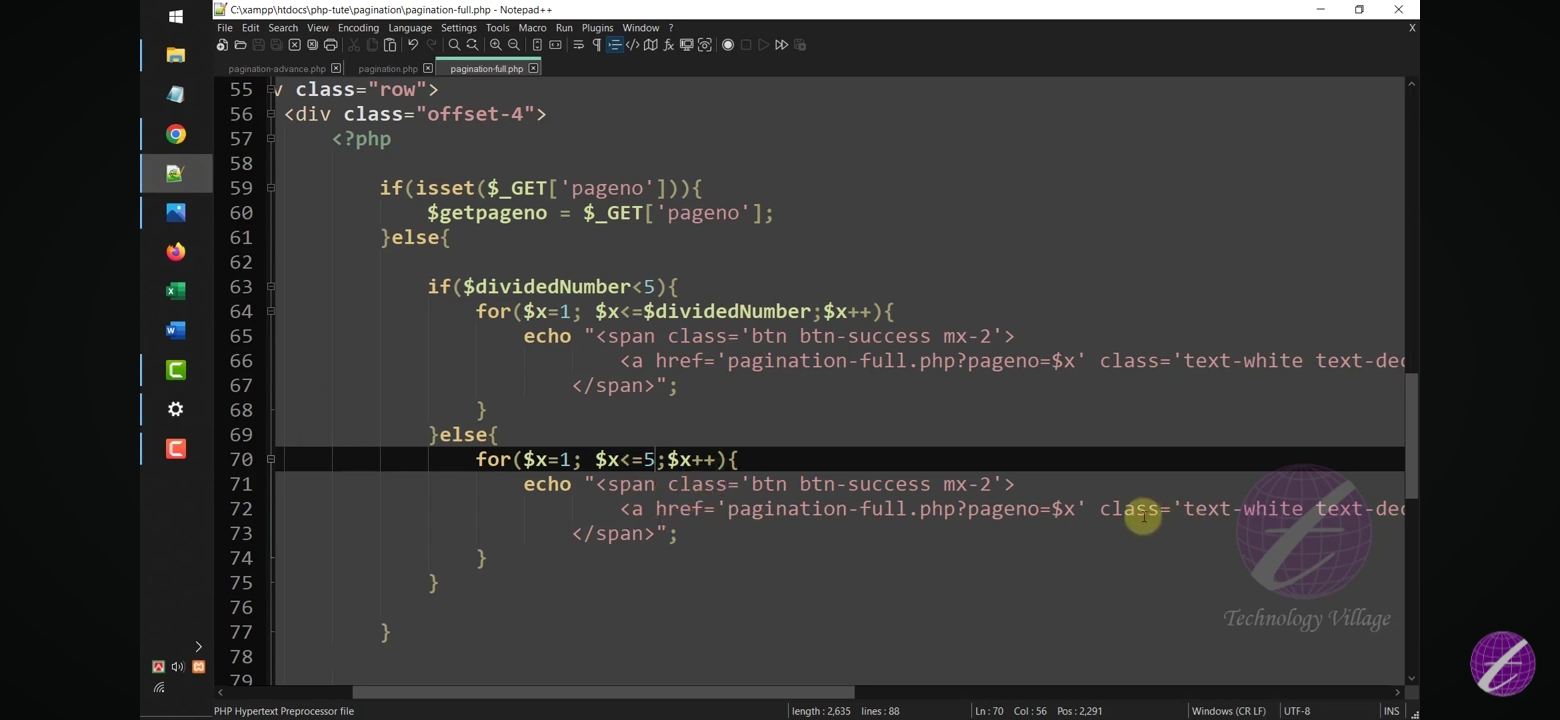 C:\xampp\htdocs\php-tute\pagination\pagination-full.php - Notepad++
File Edit Search View Encoding Language Settings Tools Macro Run Plugins Window ? X
pagination-advance.php pagination.php pagination-full.php
55 v class="row">
56 <div class="offset-4">
57 <?php
58
59 if(isset($_GET['pageno'])){
60 $getpageno = $_GET['pageno'];
61 }else{
62
63 if($dividedNumber<5){
64 for($x=1; $x<=$dividedNumber;$x++){
65 echo "<span class='btn btn-success mx-2'>
66 <a href='pagination-full.php?pageno=$x' class='text-white text-dec
67 </span>";
68 }
69 }else{
70 for($x=1; $x<=5;$x++){
71 echo "<span class='btn btn-success mx-2'>
72 <a href='pagination-full.php?pageno=$x' class='text-white text-dec
73 </span>";
74 }
75 }
76
77 }
78
79
Technology Village
PHP Hypertext Preprocessor file length : 2,635 lines : 88 Ln : 70 Col : 56 Pos : 2,291 Windows (CR LF) UTF-8 INS